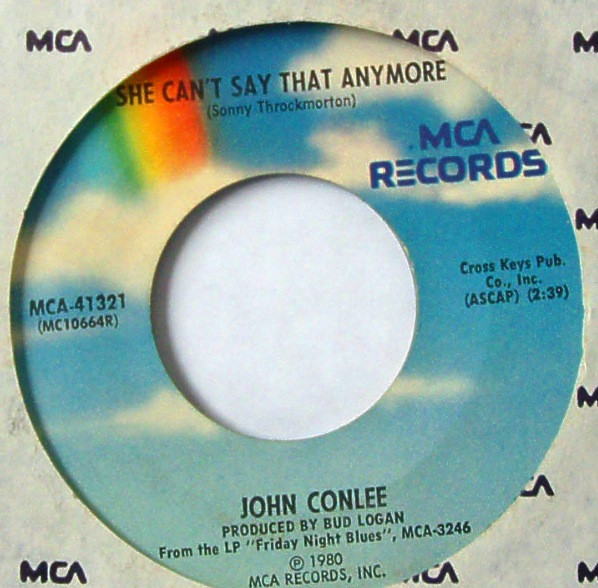 MCA
MCA
SHE CAN'T SAY THAT ANYMORE
(Sonny Throckmorton)
MCA
RECORDS
Cross Keys Pub.
Co., Inc.
(ASCAP) (2:39)
MCA-41321
(MC10664R)
JOHN CONLEE
PRODUCED BY BUD LOGAN
From the LP "Friday Night Blues", MCA-3246
℗ 1980
MCA RECORDS, INC.
MCA